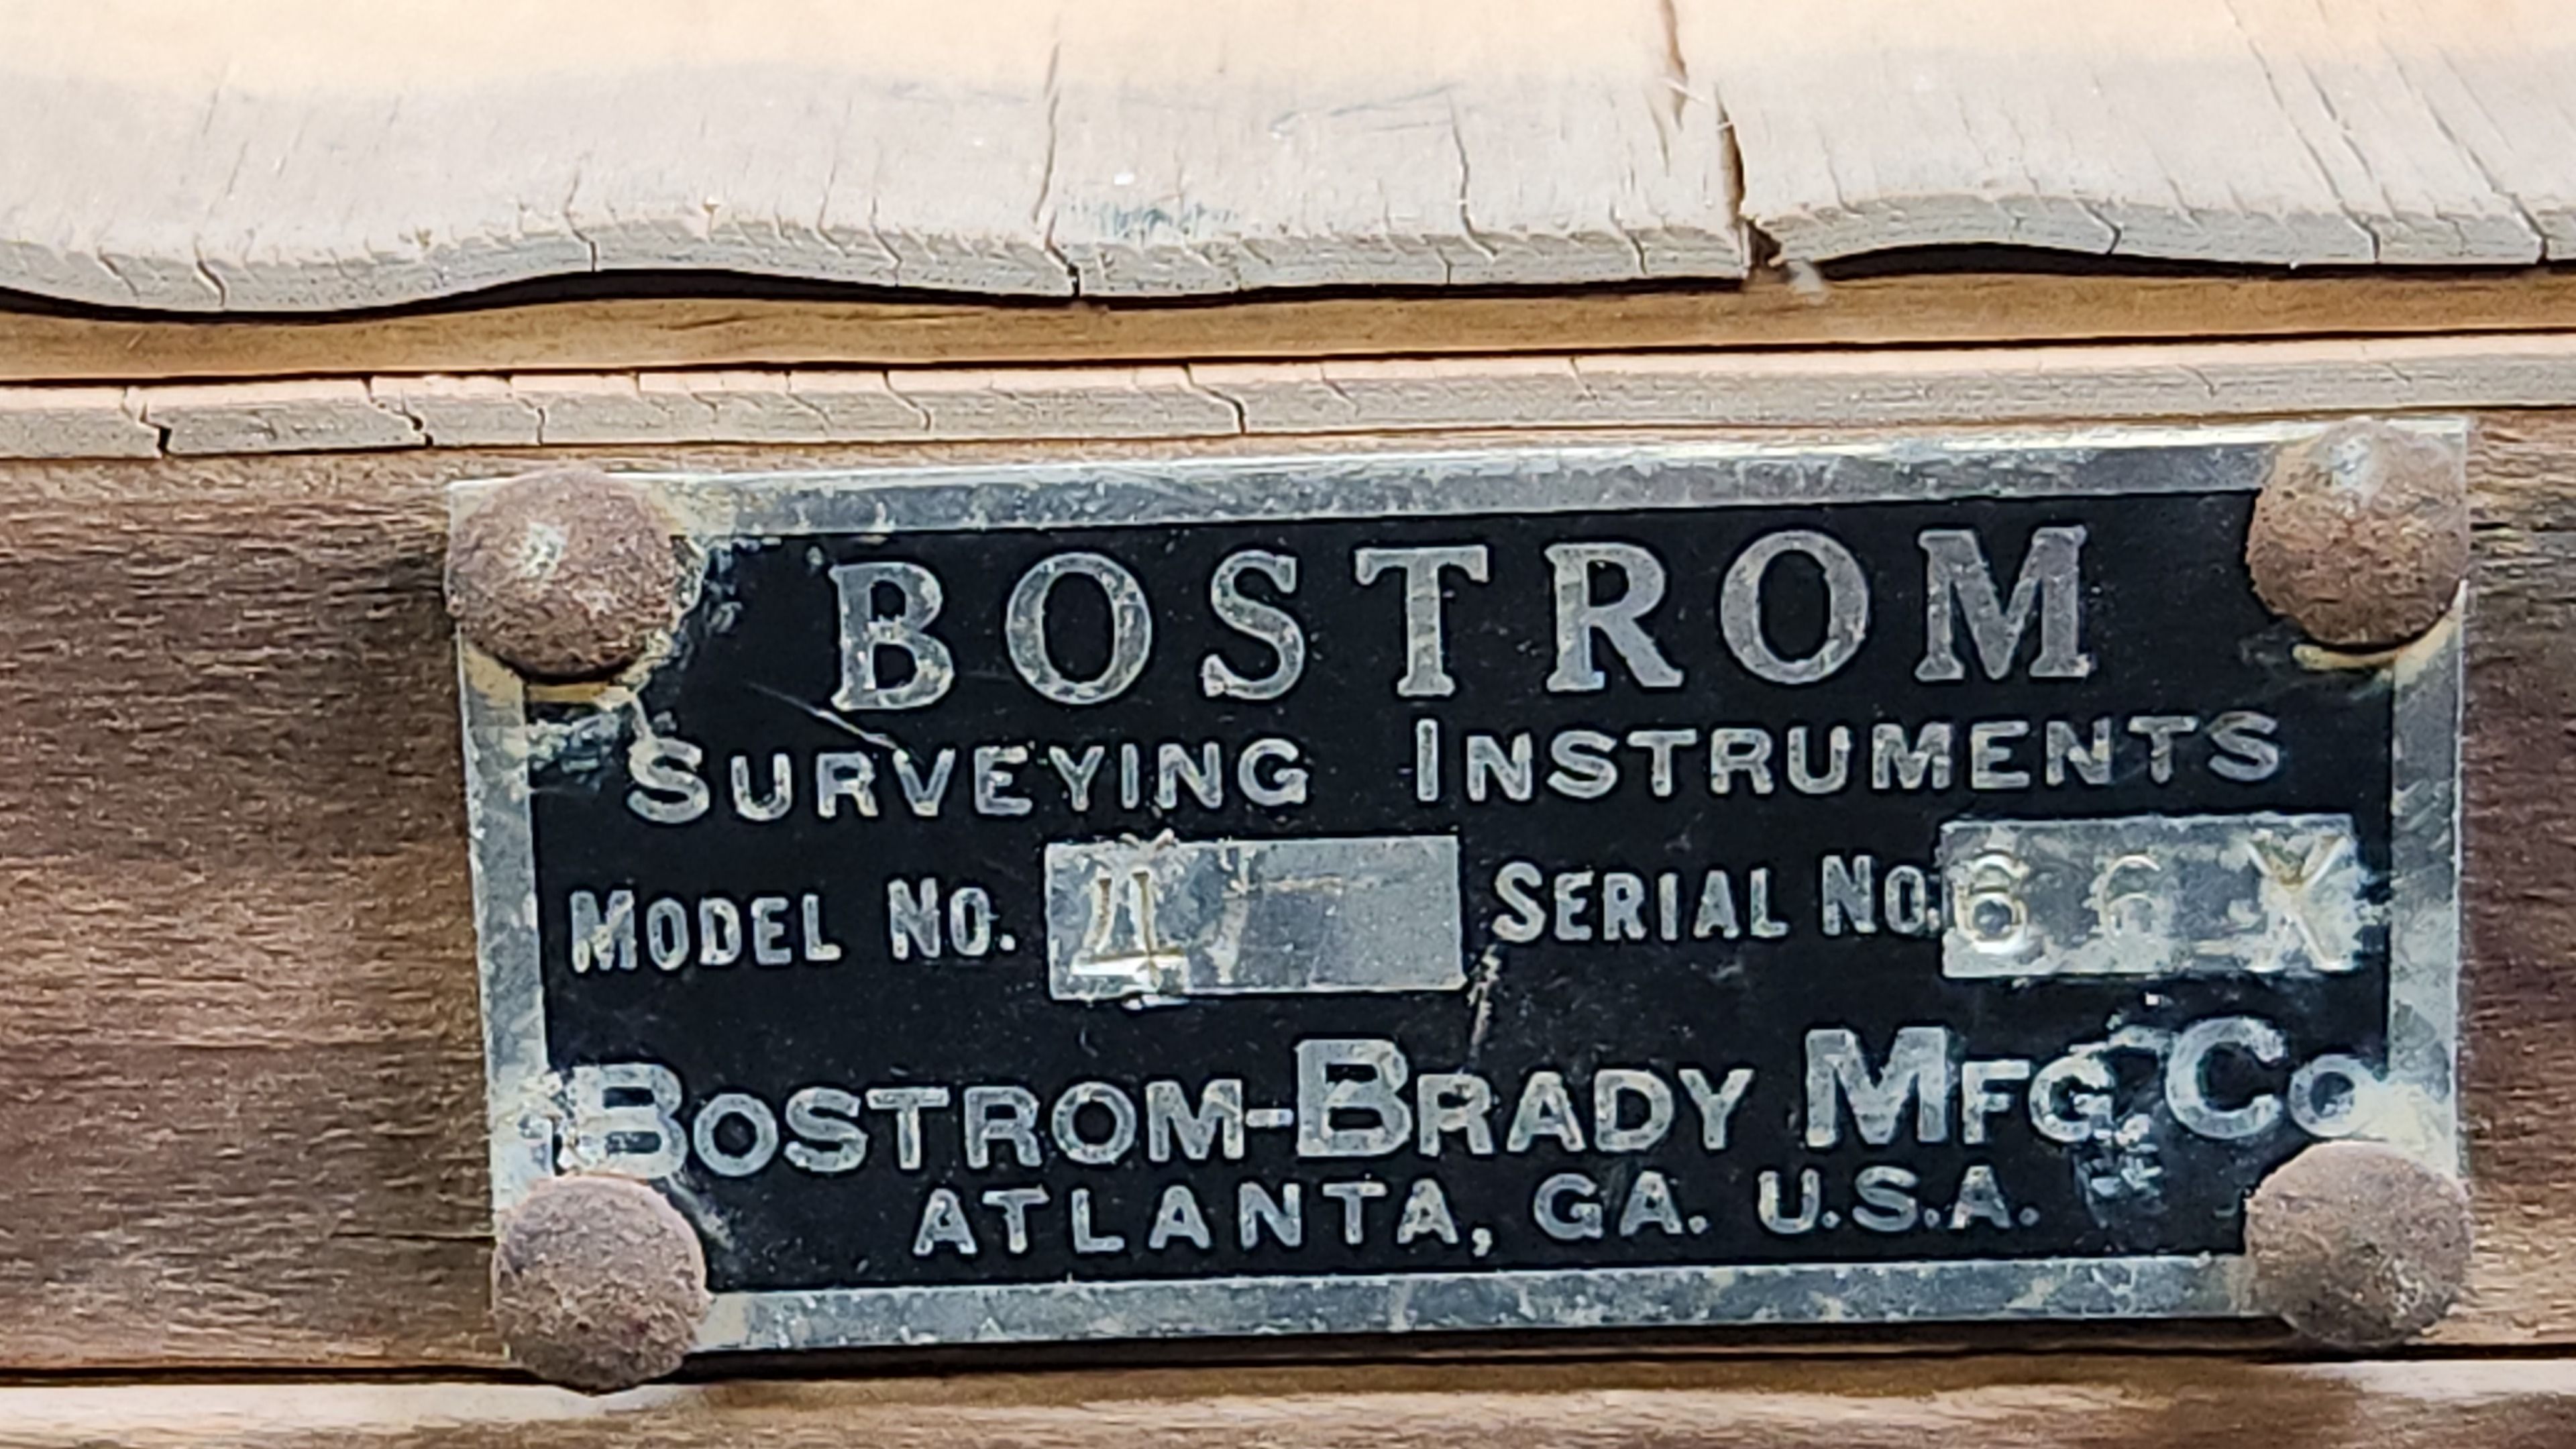 BOSTROM
SURVEYING INSTRUMENTS
MODEL NO. 4 SERIAL NO. 66 X
BOSTROM-BRADY MFG. CO
ATLANTA, GA. U.S.A.